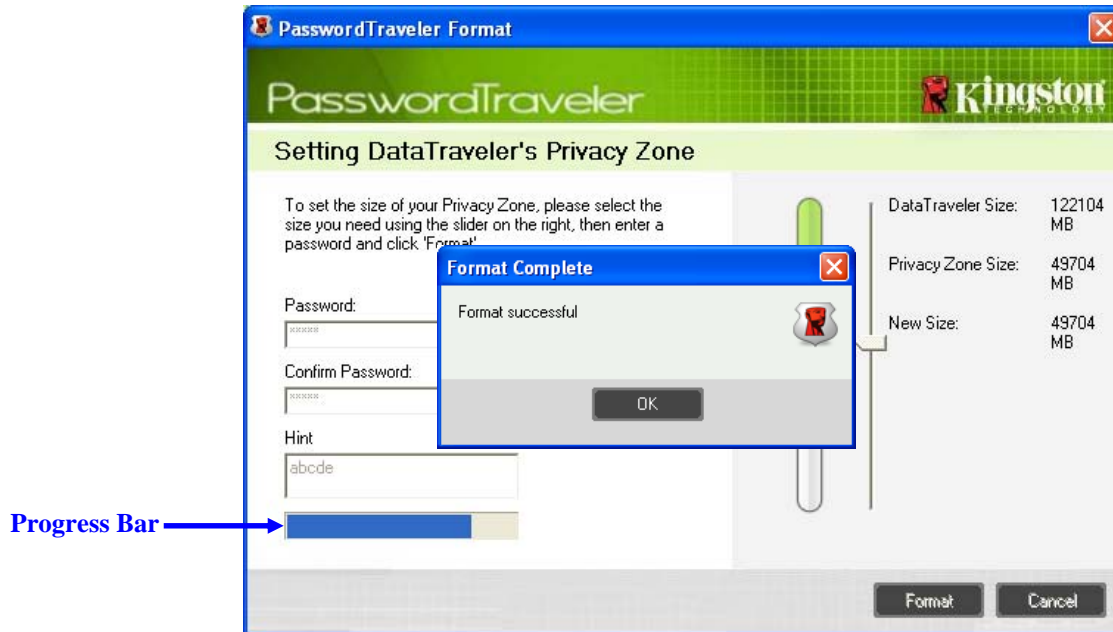 PasswordTraveler Format
PasswordTraveler
Kingston
TECHNOLOGY
Setting DataTraveler's Privacy Zone
To set the size of your Privacy Zone, please select the
size you need using the slider on the right, then enter a
password and click 'Format'
Password:
*****
Confirm Password:
*****
Hint
abcde
Format Complete
Format successful
OK
DataTraveler Size: 122104
MB
Privacy Zone Size: 49704
MB
New Size: 49704
MB
Progress Bar
Format
Cancel